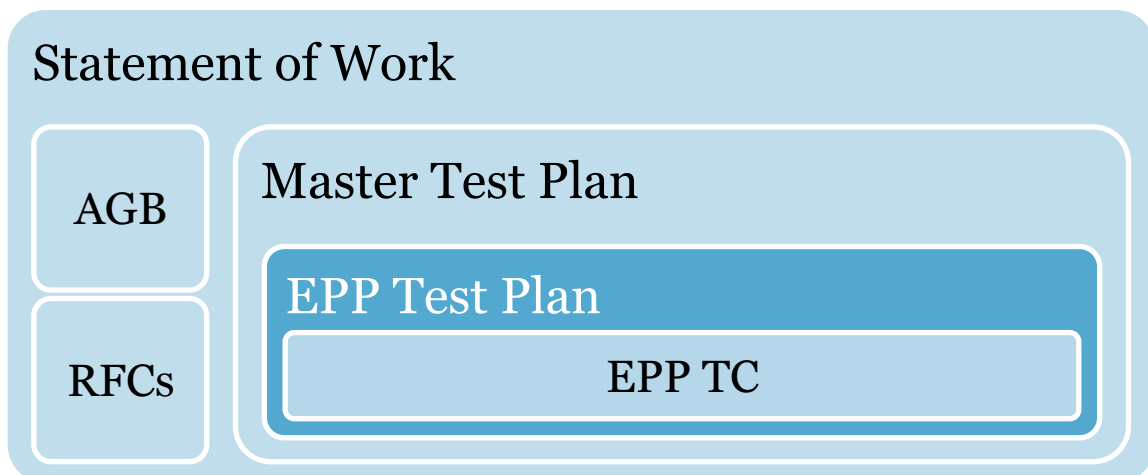 Statement of Work
AGB
Master Test Plan
EPP Test Plan
RFCs
EPP TC